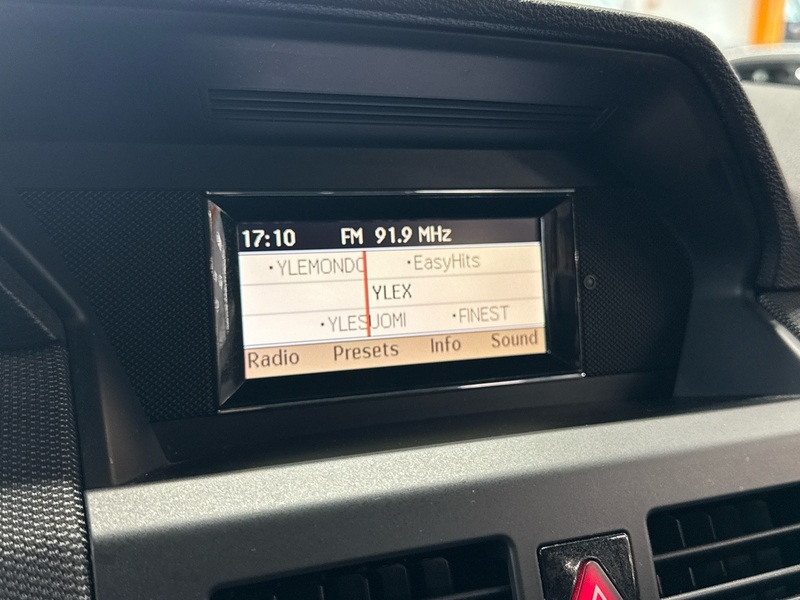 17:10 FM 91.9 MHz
•YLEMONDO •EasyHits
YLEX
•YLESUOMI •FINEST
Radio Presets Info Sound